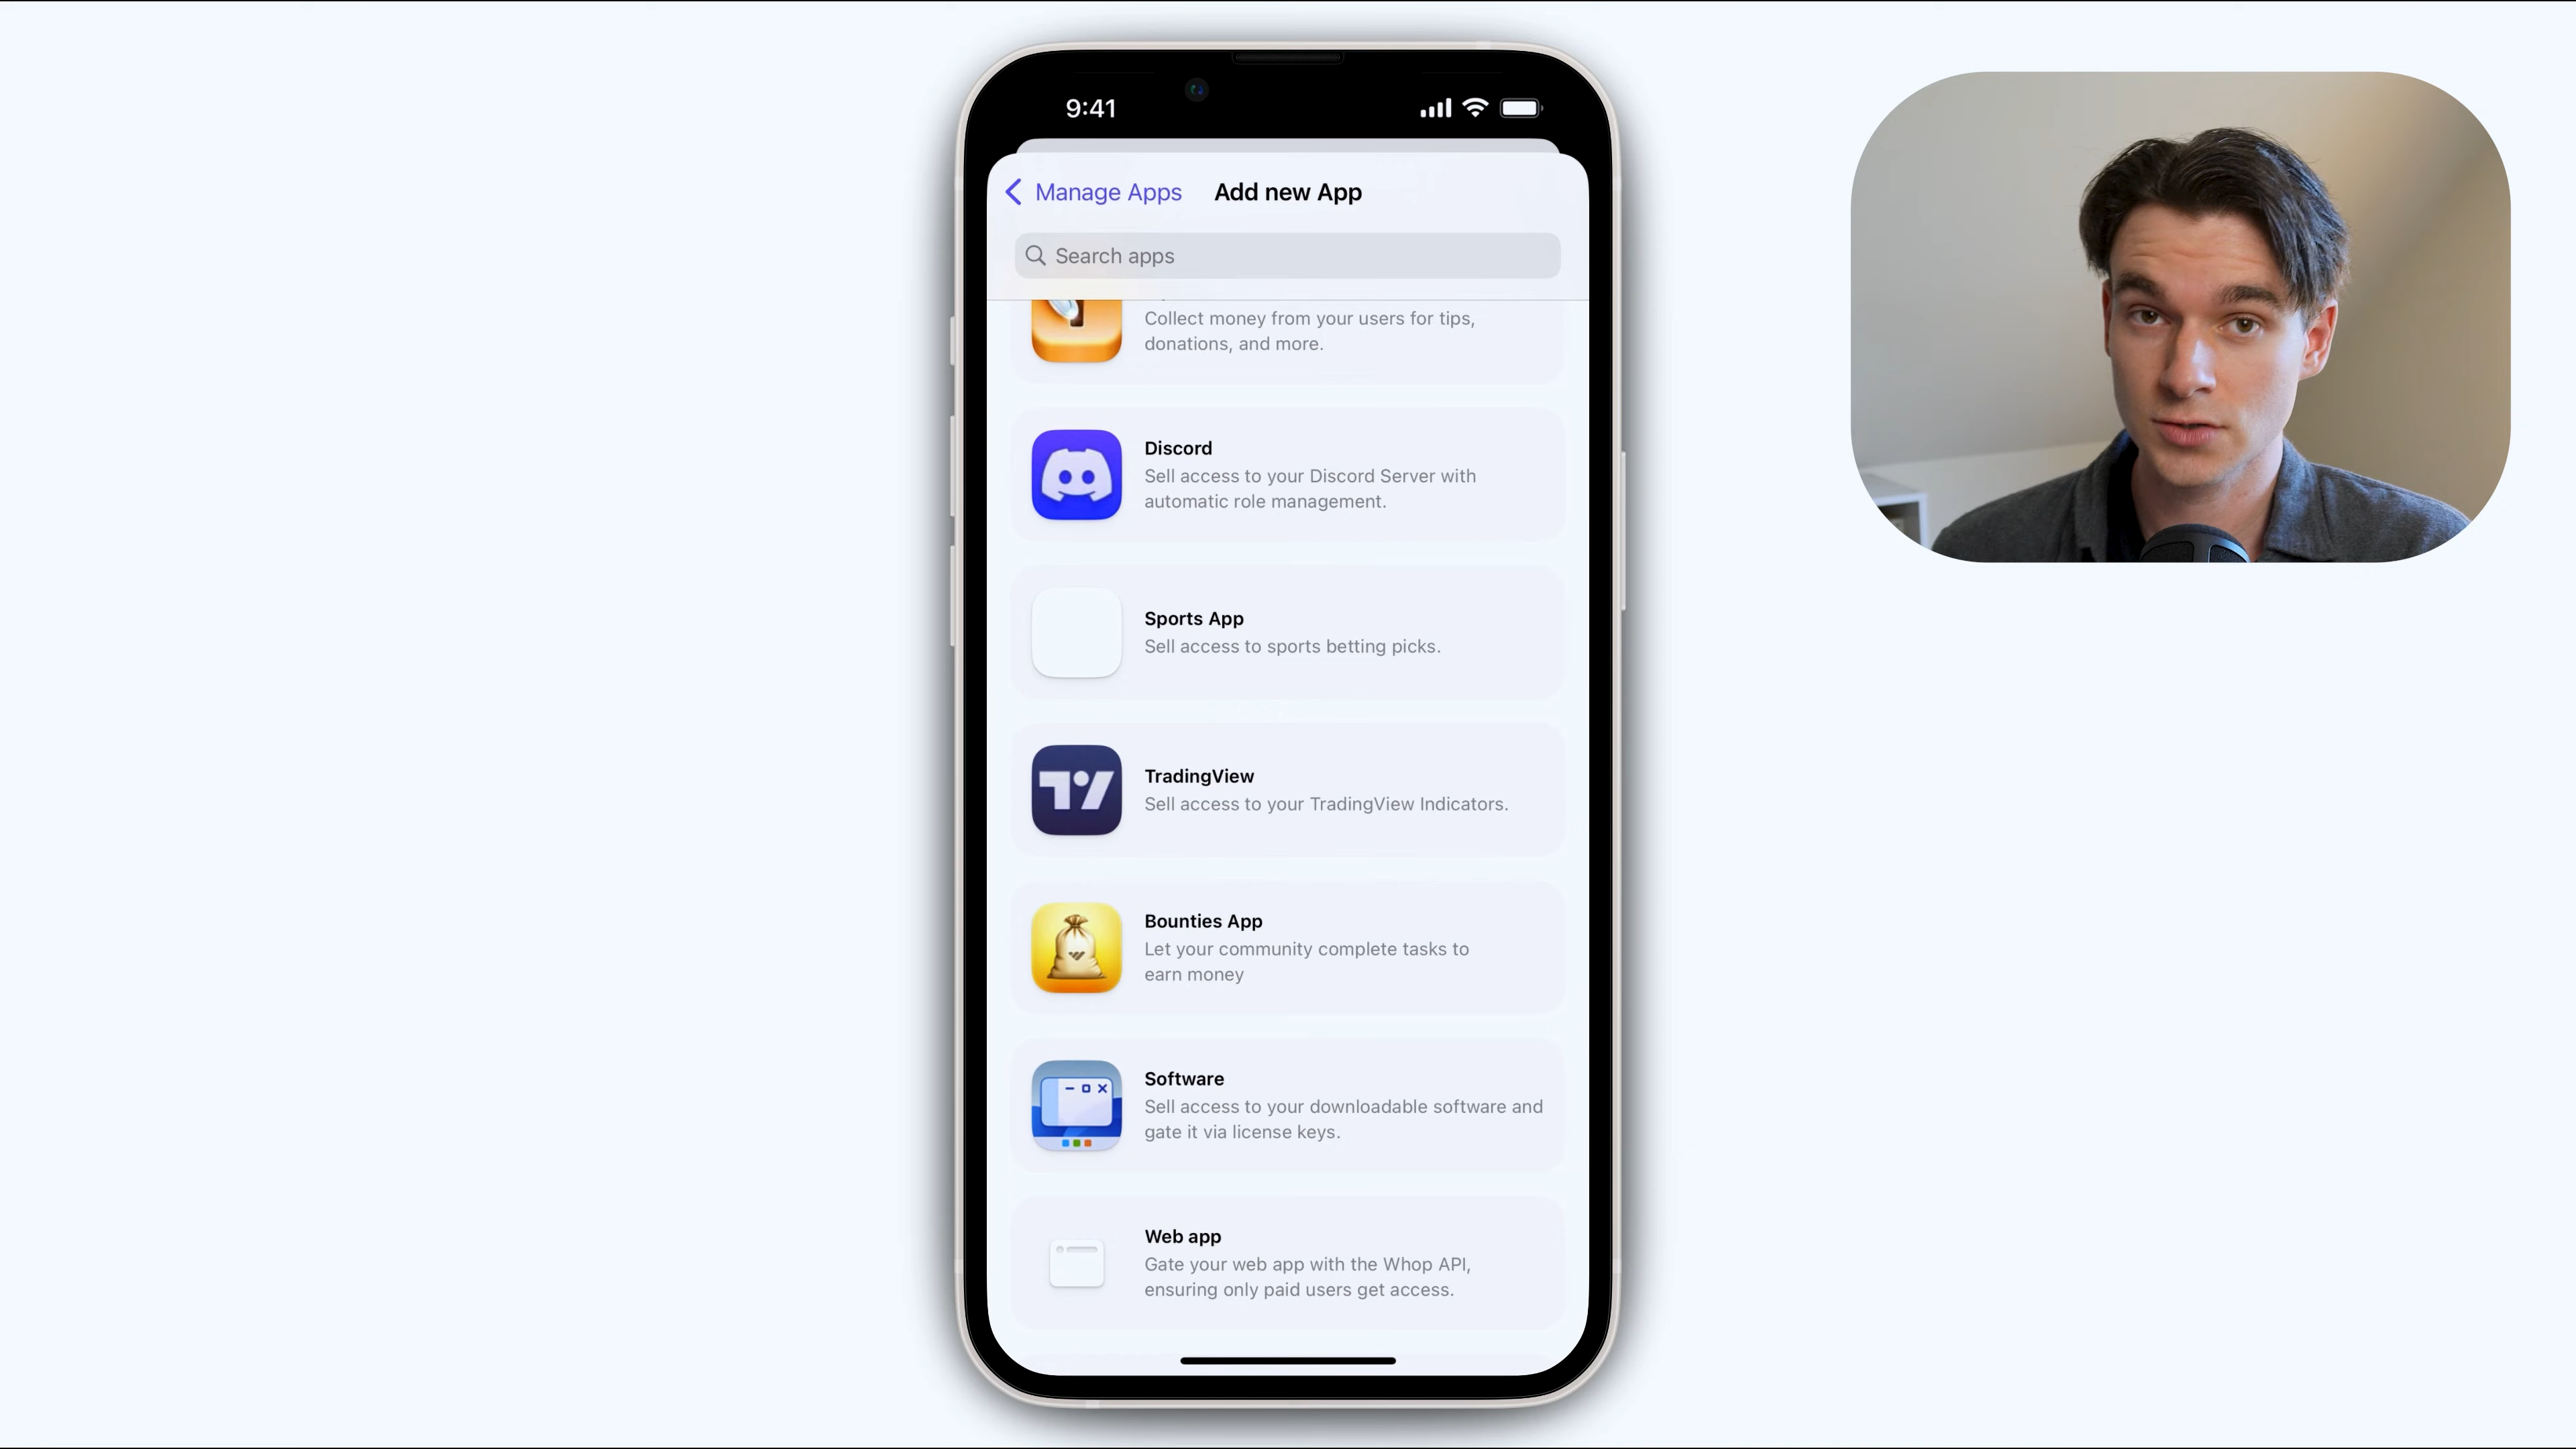 9:41
Manage Apps
Add new App
Search apps
Collect money from your users for tips,
donations, and more.
Discord
Sell access to your Discord Server with
automatic role management.
Sports App
Sell access to sports betting picks.
TradingView
Sell access to your TradingView Indicators.
Bounties App
Let your community complete tasks to
earn money
Software
Sell access to your downloadable software and
gate it via license keys.
Web app
Gate your web app with the Whop API,
ensuring only paid users get access.